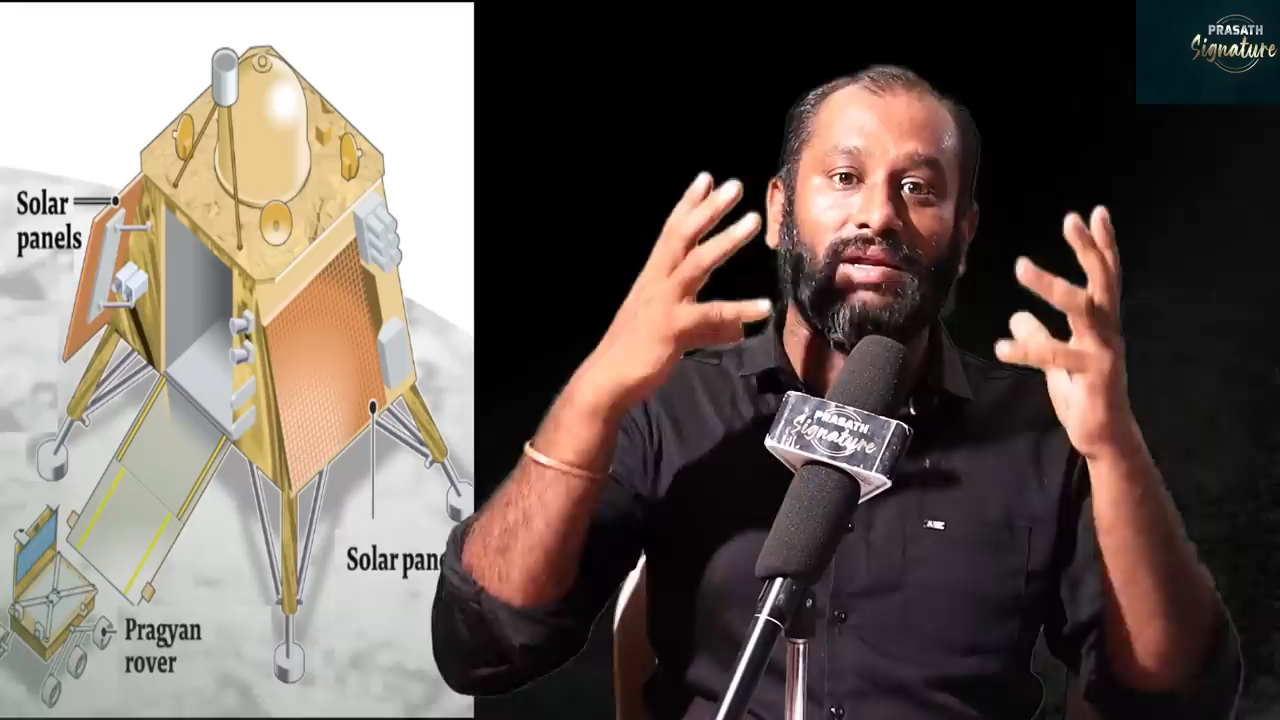 PRASATH
Signature
Solar
panels
PRASATH
Signature
Solar pane
Pragyan
rover